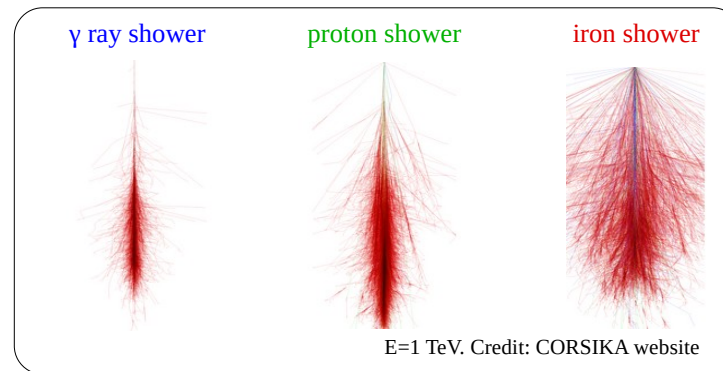 γ ray shower
proton shower
iron shower
E=1 TeV. Credit: CORSIKA website